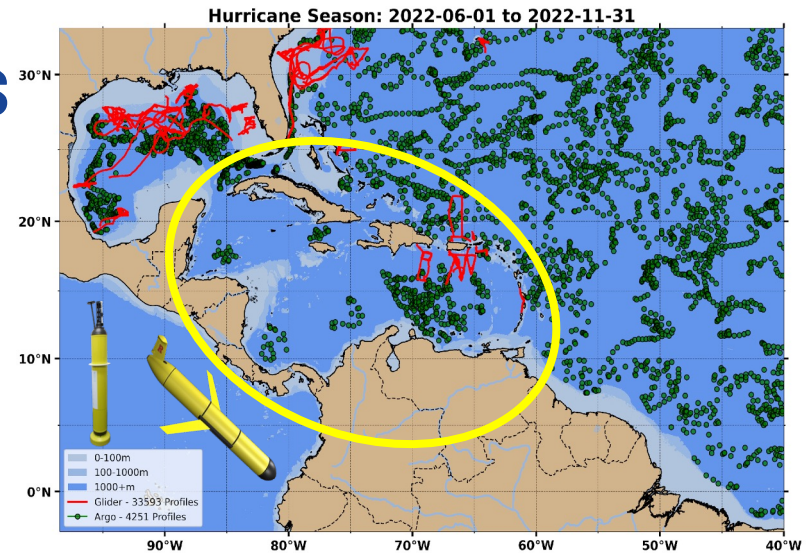 Hurricane Season: 2022-06-01 to 2022-11-31
s
30°N
20°N
10°N
0°N
0-100m
100-1000m
1000+m
Glider - 33593 Profiles
Argo - 4251 Profiles
90°W 80°W 70°W 60°W 50°W 40°W